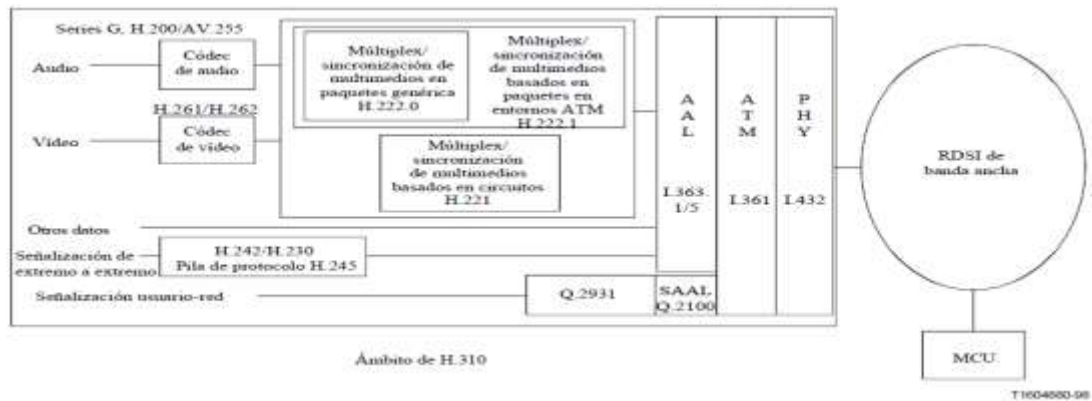 Series G, H.200/AV.255
Audio
Códec
de audio
H.261/H.262
Vídeo
Códec
de vídeo
Múltiplex/
sincronización de
multimedios en
paquetes genérica
H.222.0
Múltiplex/
sincronización
de multimedios
basados en
paquetes en
entornos ATM
H.222.1
Múltiplex/
sincronización
de multimedios
basados en circuitos
H.221
Otros datos
Señalización de
extremo a extremo
H.242/H.230
Pila de protocolo H.245
Señalización usuario-red
Q.2931
A
A
L
I.363.
1/5
SAAL
Q.2100
A
T
M
I.361
P
H
Y
I.432
RDSI de
banda ancha
MCU
Ámbito de H.310
T1604660-98